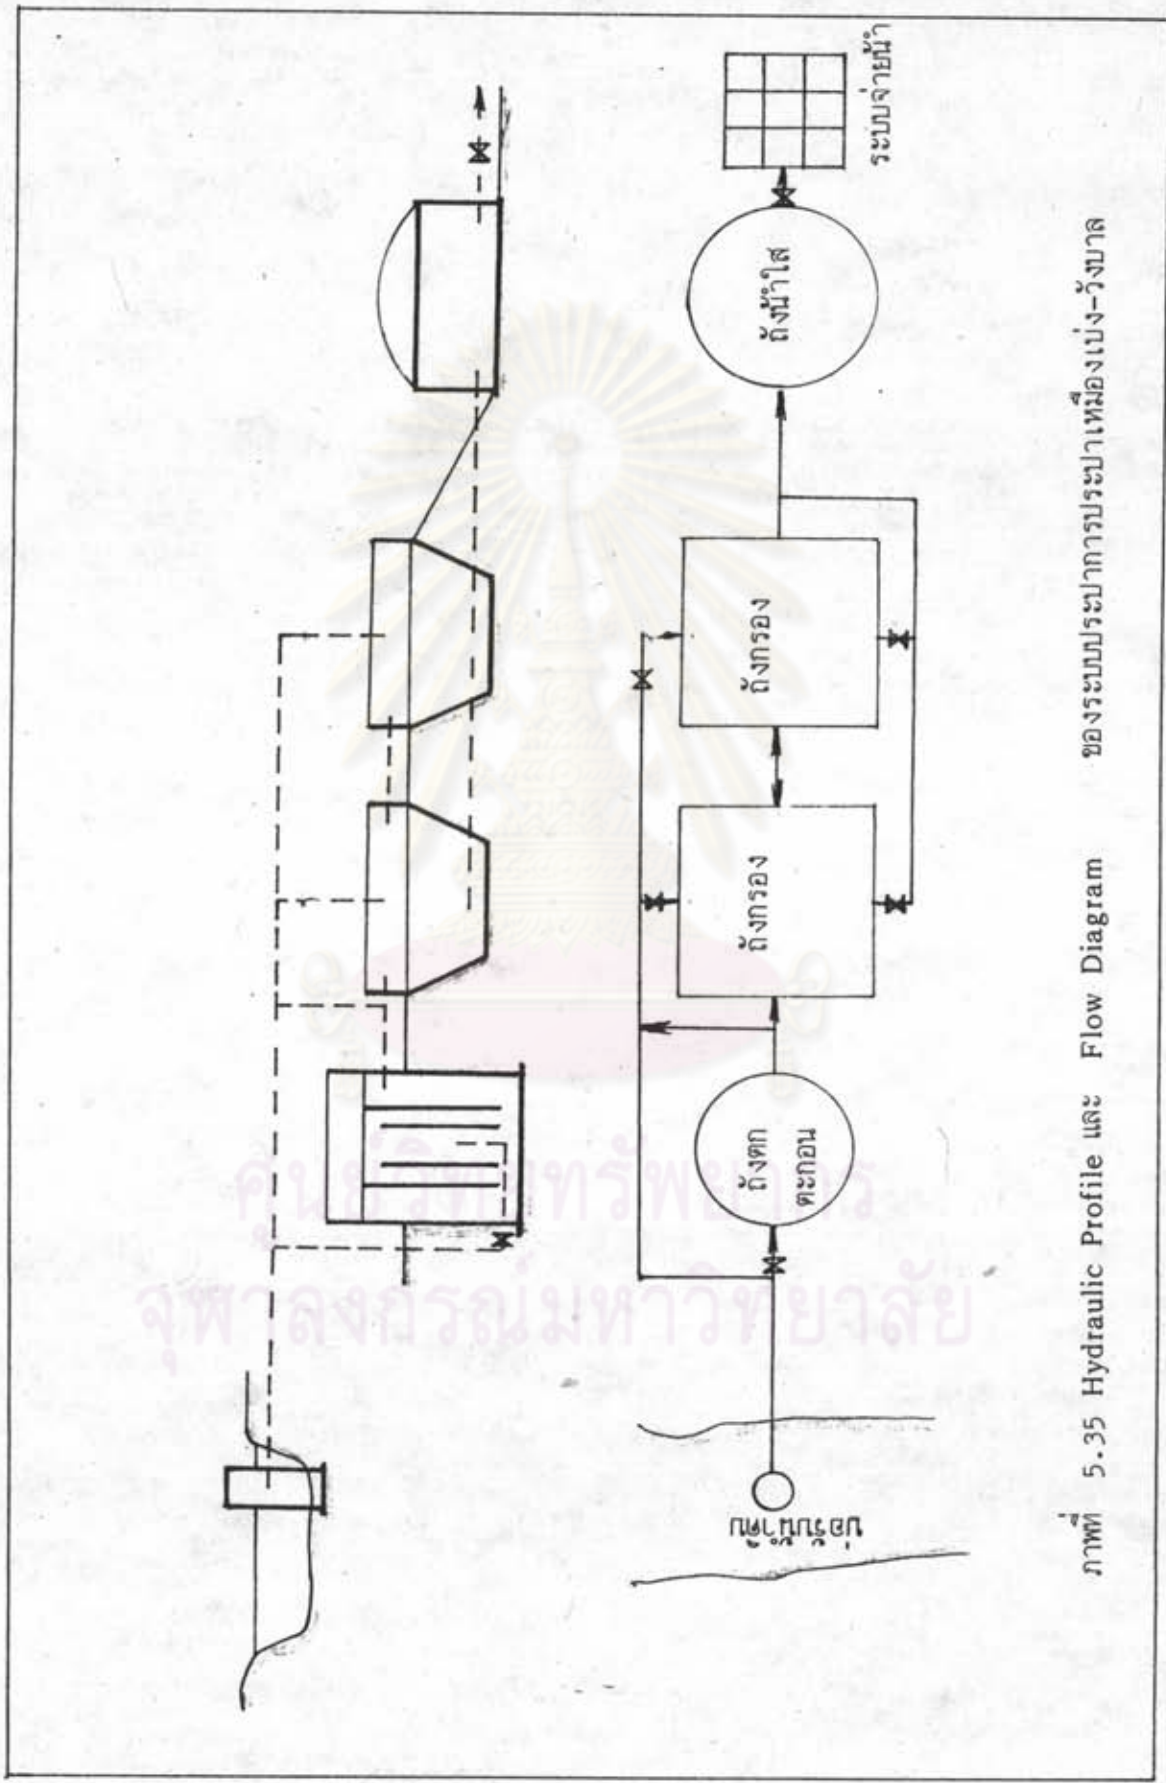 บ่อรับน้ำดิบ
ถังตก
ตะกอน
ถังกรอง
ถังกรอง
ถังน้ำใส
ระบบจ่ายน้ำ
ภาพที่ 5.35 Hydraulic Profile และ Flow Diagram ของระบบประปาการประปาเหมืองเบ่ง-วังบาล
ศูนย์วิทยทรัพยากร
จุฬาลงกรณ์มหาวิทยาลัย